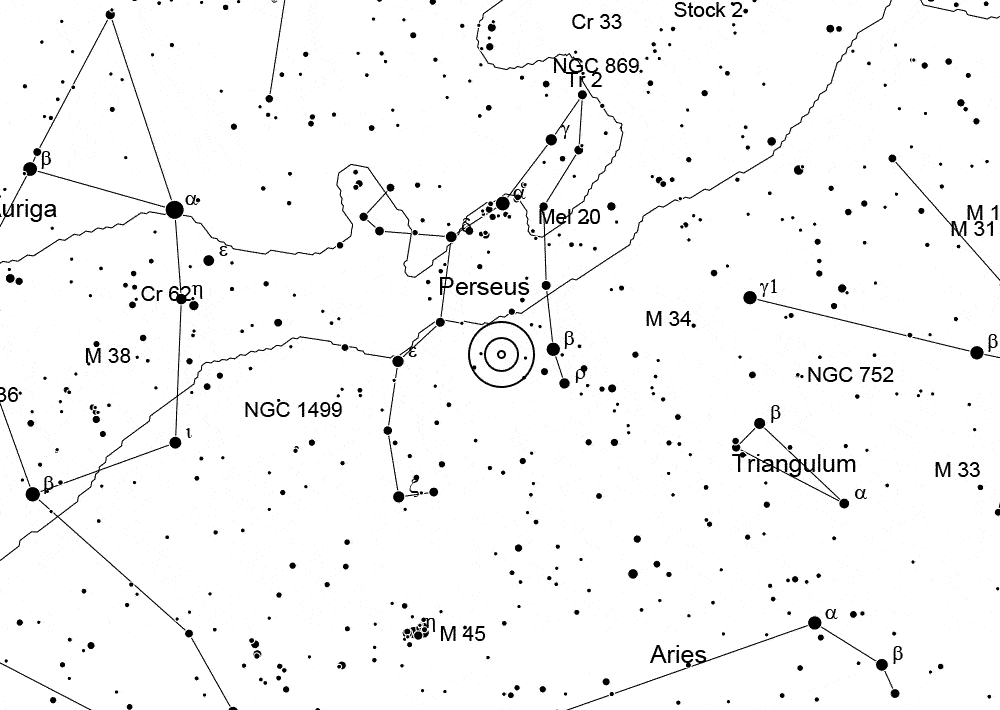 Stock 2
Cr 33
NGC 869
Tr 2
γ
β
α
α
uriga
δ
Mel 20
M 1
M 31
ε
Perseus
Cr 62
η
γ1
M 34
β
M 38
ε
β
NGC 752
ρ
36
NGC 1499
β
ι
Triangulum
M 33
β
ζ
α
α
η
M 45
Aries
β